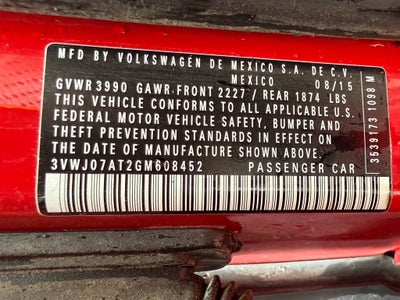 MFD BY VOLKSWAGEN DE MEXICO S.A. DE C.V.
MEXICO 08/15
GVWR 3990 GAWR FRONT 2227 / REAR 1874 LBS
THIS VEHICLE CONFORMS TO ALL APPLICABLE U.S.
FEDERAL MOTOR VEHICLE SAFETY, BUMPER AND
THEFT PREVENTION STANDARDS IN EFFECT ON
THE DATE OF MANUFACTURE SHOWN ABOVE.
3VWJ07AT2GM608452 PASSENGER CAR
3539173 1098 M